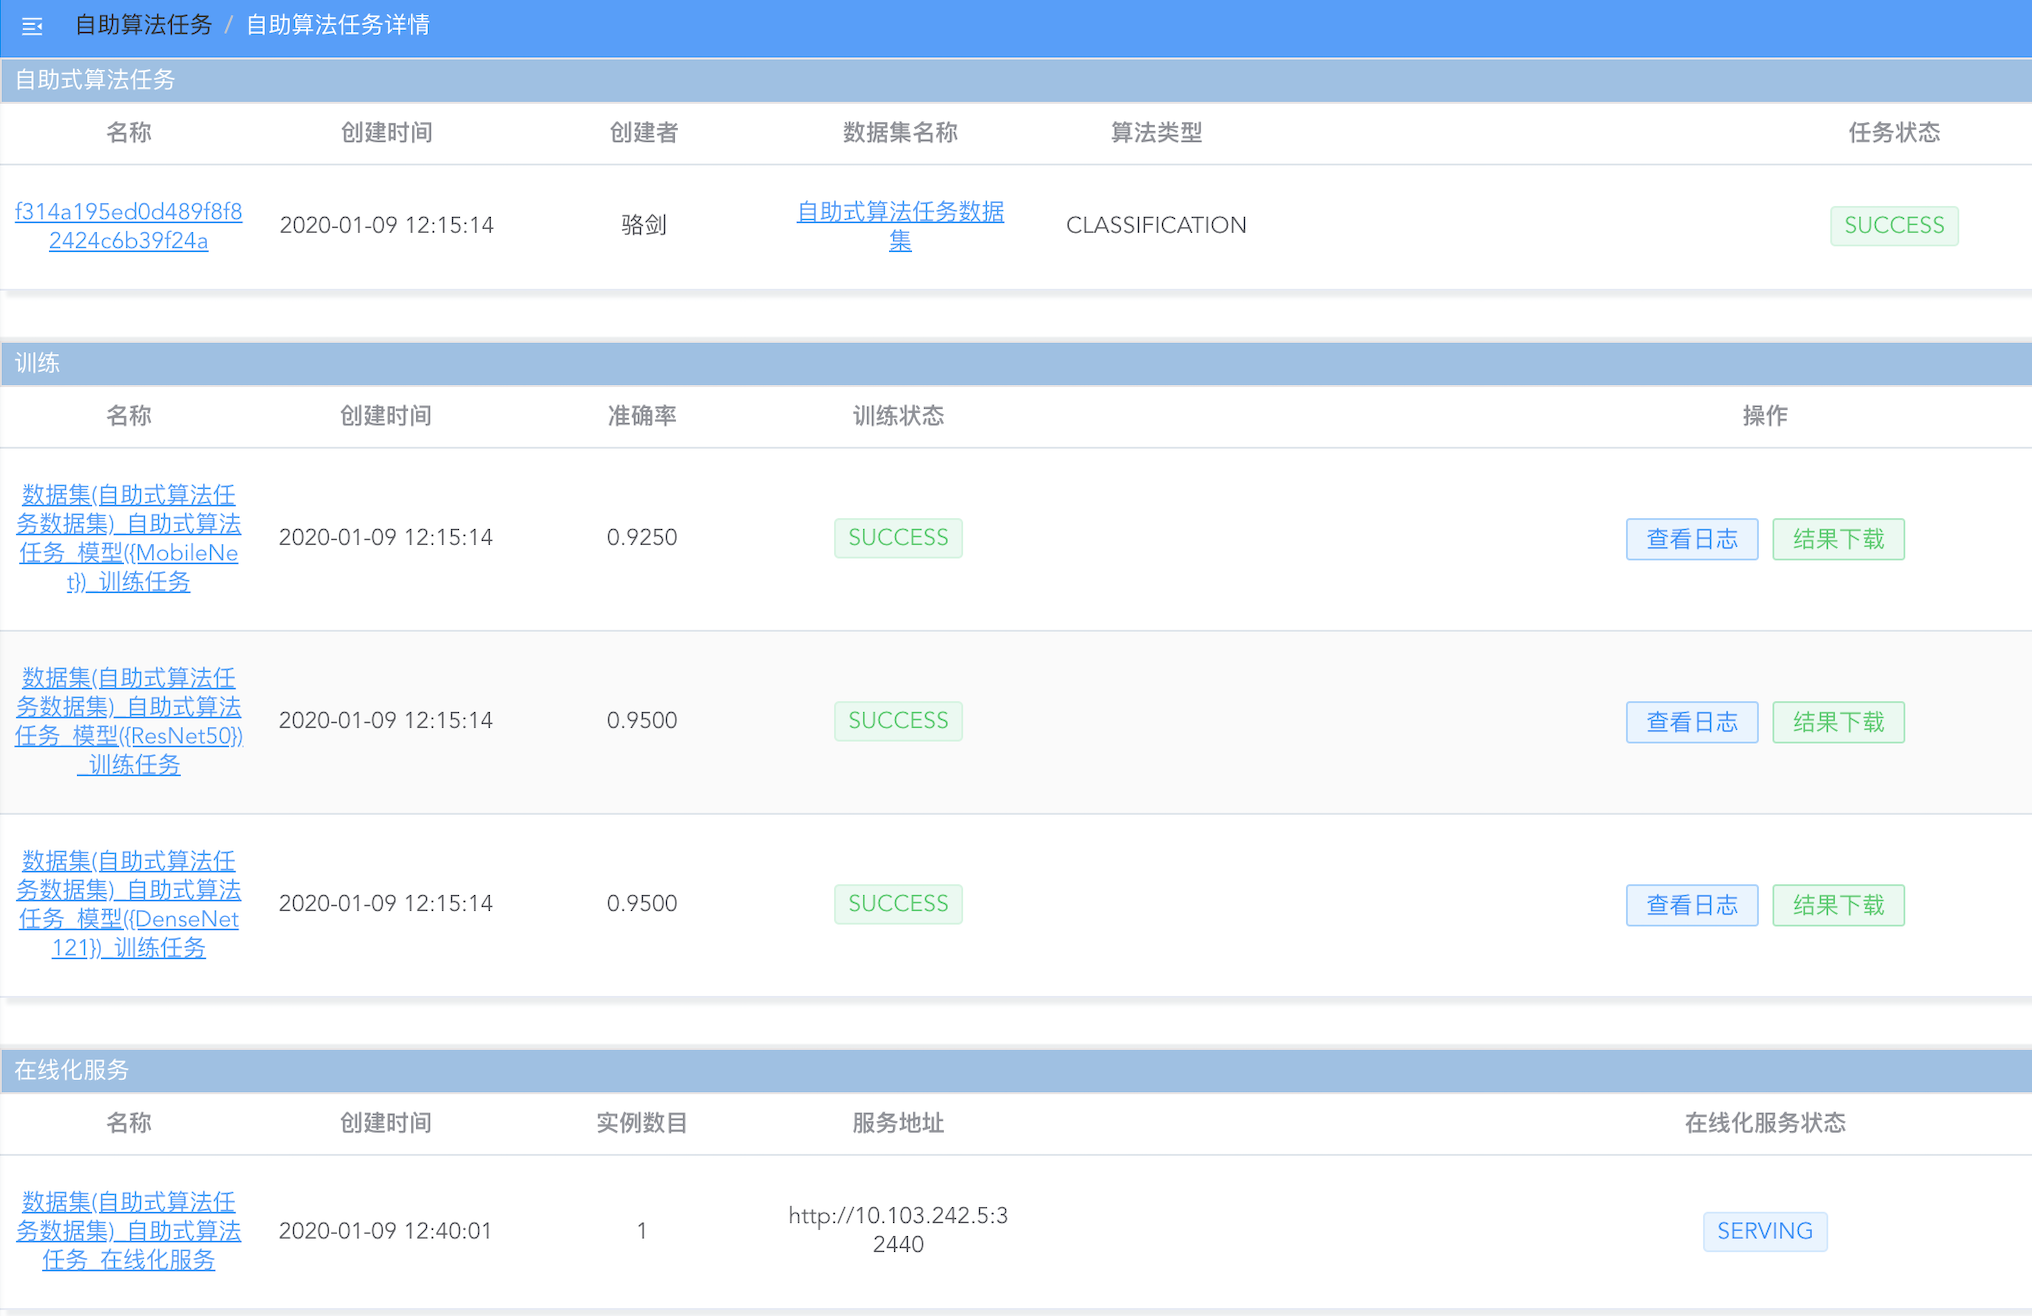 自助算法任务 / 自助算法任务详情
自助式算法任务
名称 创建时间 创建者 数据集名称 算法类型 任务状态
f314a195ed0d489f8f8
2424c6b39f24a
2020-01-09 12:15:14
骆剑
自助式算法任务数据
集
CLASSIFICATION
SUCCESS
训练
名称 创建时间 准确率 训练状态 操作
数据集(自助式算法任
务数据集)_自助式算法
任务_模型({MobileNe
t})_训练任务
2020-01-09 12:15:14
0.9250
SUCCESS
查看日志 结果下载
数据集(自助式算法任
务数据集)_自助式算法
任务_模型({ResNet50})
_训练任务
2020-01-09 12:15:14
0.9500
SUCCESS
查看日志 结果下载
数据集(自助式算法任
务数据集)_自助式算法
任务_模型({DenseNet
121})_训练任务
2020-01-09 12:15:14
0.9500
SUCCESS
查看日志 结果下载
在线化服务
名称 创建时间 实例数目 服务地址 在线化服务状态
数据集(自助式算法任
务数据集)_自助式算法
任务_在线化服务
2020-01-09 12:40:01
1
http://10.103.242.5:3
2440
SERVING